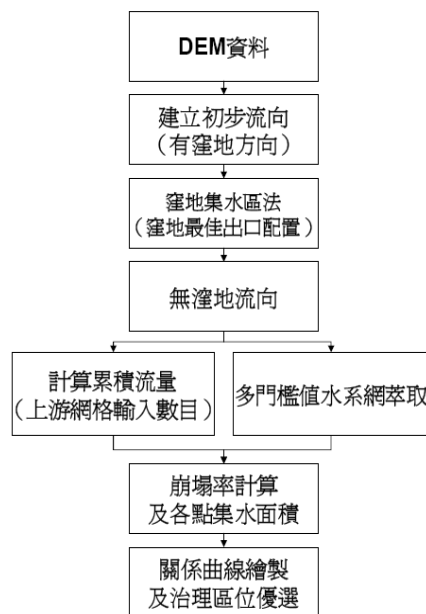 DEM資料
建立初步流向
（有窪地方向）
窪地集水區法
（窪地最佳出口配置）
無窪地流向
計算累積流量
（上游網格輸入數目）
多門檻值水系網萃取
崩塌率計算
及各點集水面積
關係曲線繪製
及治理區位優選